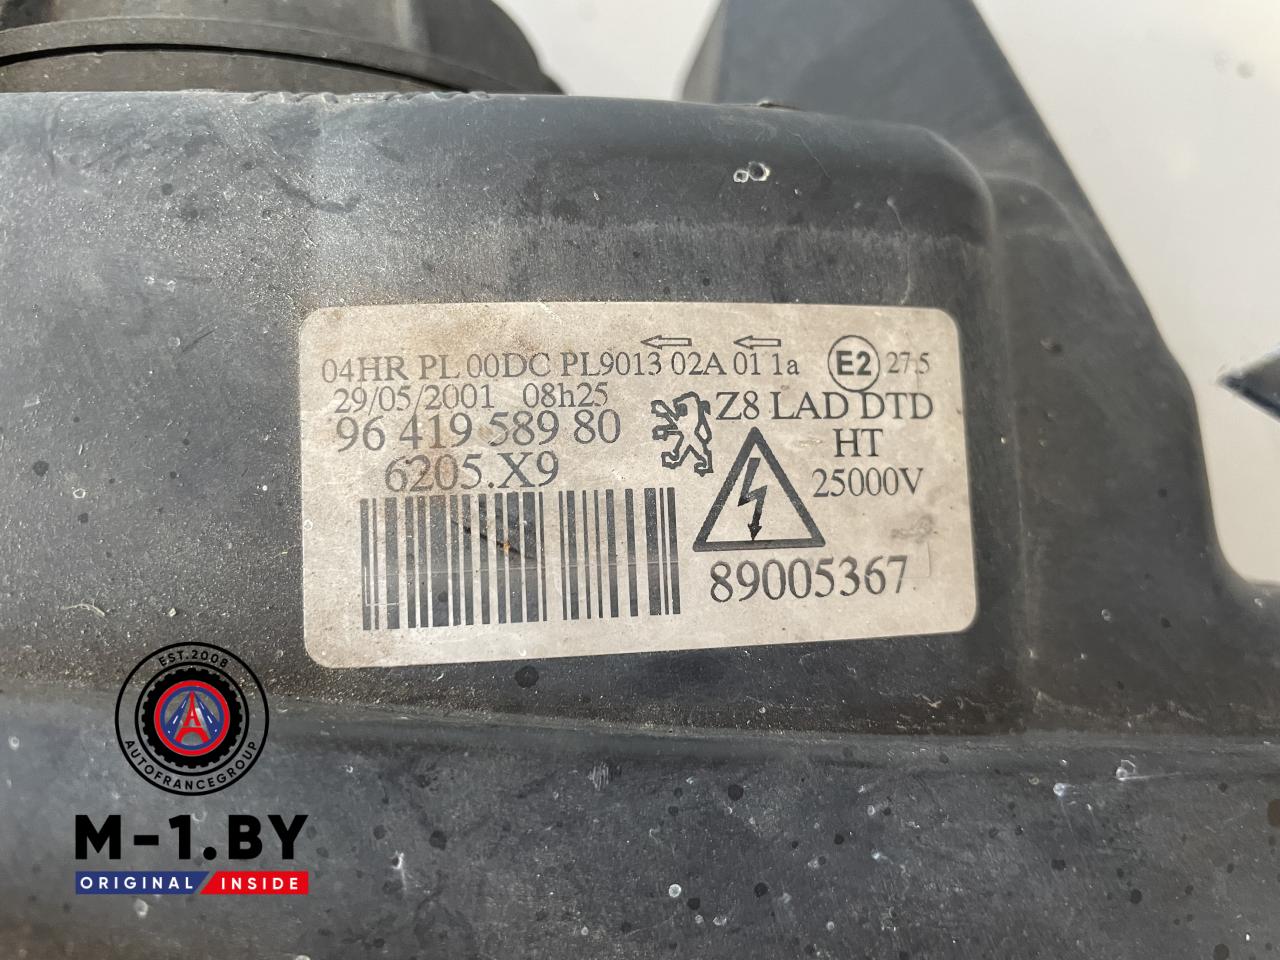 04HR PL 00DC PL9013 02A 01 1a E2 27.5
29/05/2001 08h25
96 419 589 80
6205.X9
Z8 LAD DTD
HT
25000V
89005367
EST.2008
A
AUTOFRANCEGROUP
M-1.BY
ORIGINAL INSIDE